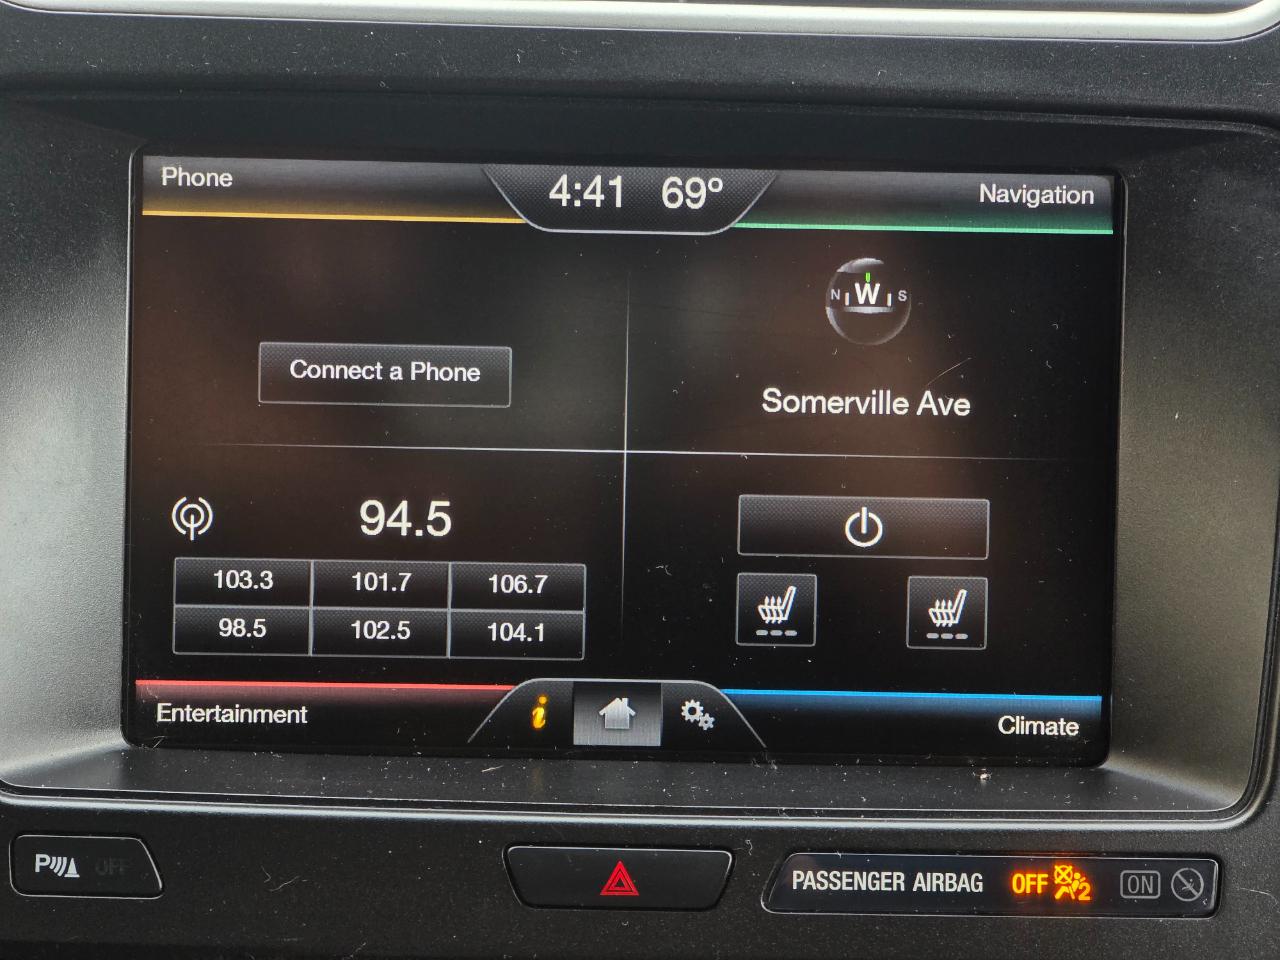 Phone
4:41 69°
Navigation
N W S
Connect a Phone
Somerville Ave
94.5
103.3 101.7 106.7
98.5 102.5 104.1
Entertainment
i
Climate
P OFF
PASSENGER AIRBAG OFF 2 ON